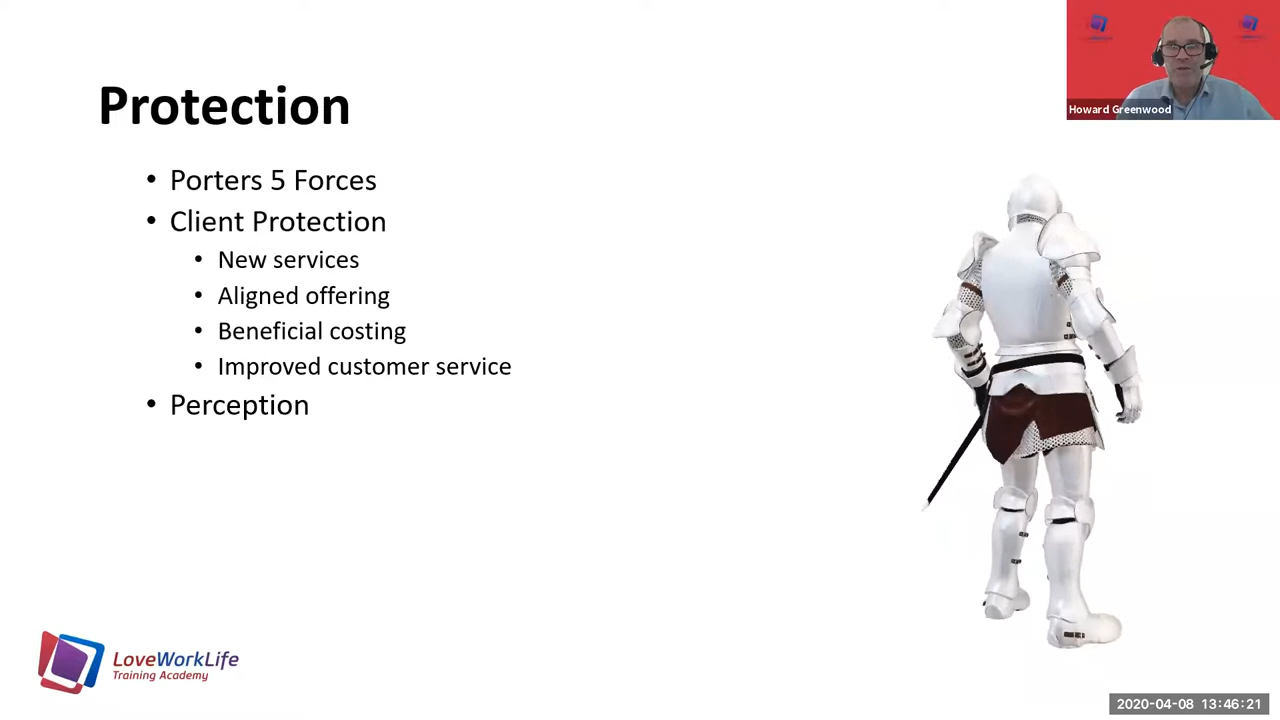 Protection
• Porters 5 Forces
• Client Protection
• New services
• Aligned offering
• Beneficial costing
• Improved customer service
• Perception
Howard Greenwood
LoveWorkLife
Training Academy
2020-04-08 13:46:21